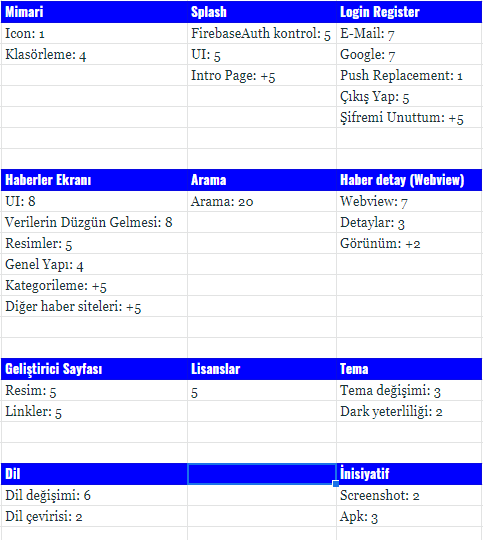 Mimari
Icon: 1
Klasörleme: 4
Splash
FirebaseAuth kontrol: 5
UI: 5
Intro Page: +5
Login Register
E-Mail: 7
Google: 7
Push Replacement: 1
Çıkış Yap: 5
Şifremi Unuttum: +5
Haberler Ekranı
UI: 8
Verilerin Düzgün Gelmesi: 8
Resimler: 5
Genel Yapı: 4
Kategorileme: +5
Diğer haber siteleri: +5
Arama
Arama: 20
Haber detay (Webview)
Webview: 7
Detaylar: 3
Görünüm: +2
Geliştirici Sayfası
Resim: 5
Linkler: 5
Lisanslar
5
Tema
Tema değişimi: 3
Dark yeterliliği: 2
Dil
Dil değişimi: 6
Dil çevirisi: 2
İnisiyatif
Screenshot: 2
Apk: 3